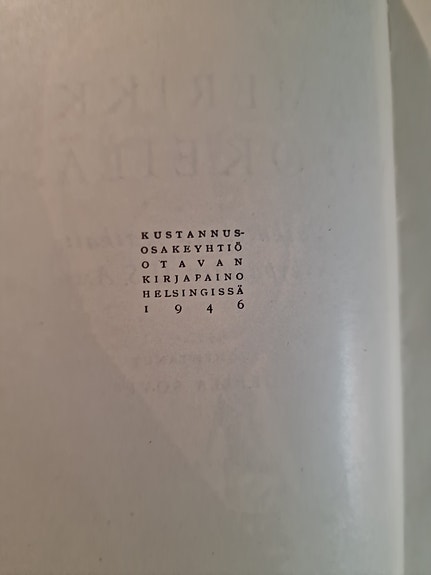 KUSTANNUS-
OSAKEYHTIÖ
OTAVAN
KIRJAPAINO
HELSINGISSÄ
1946